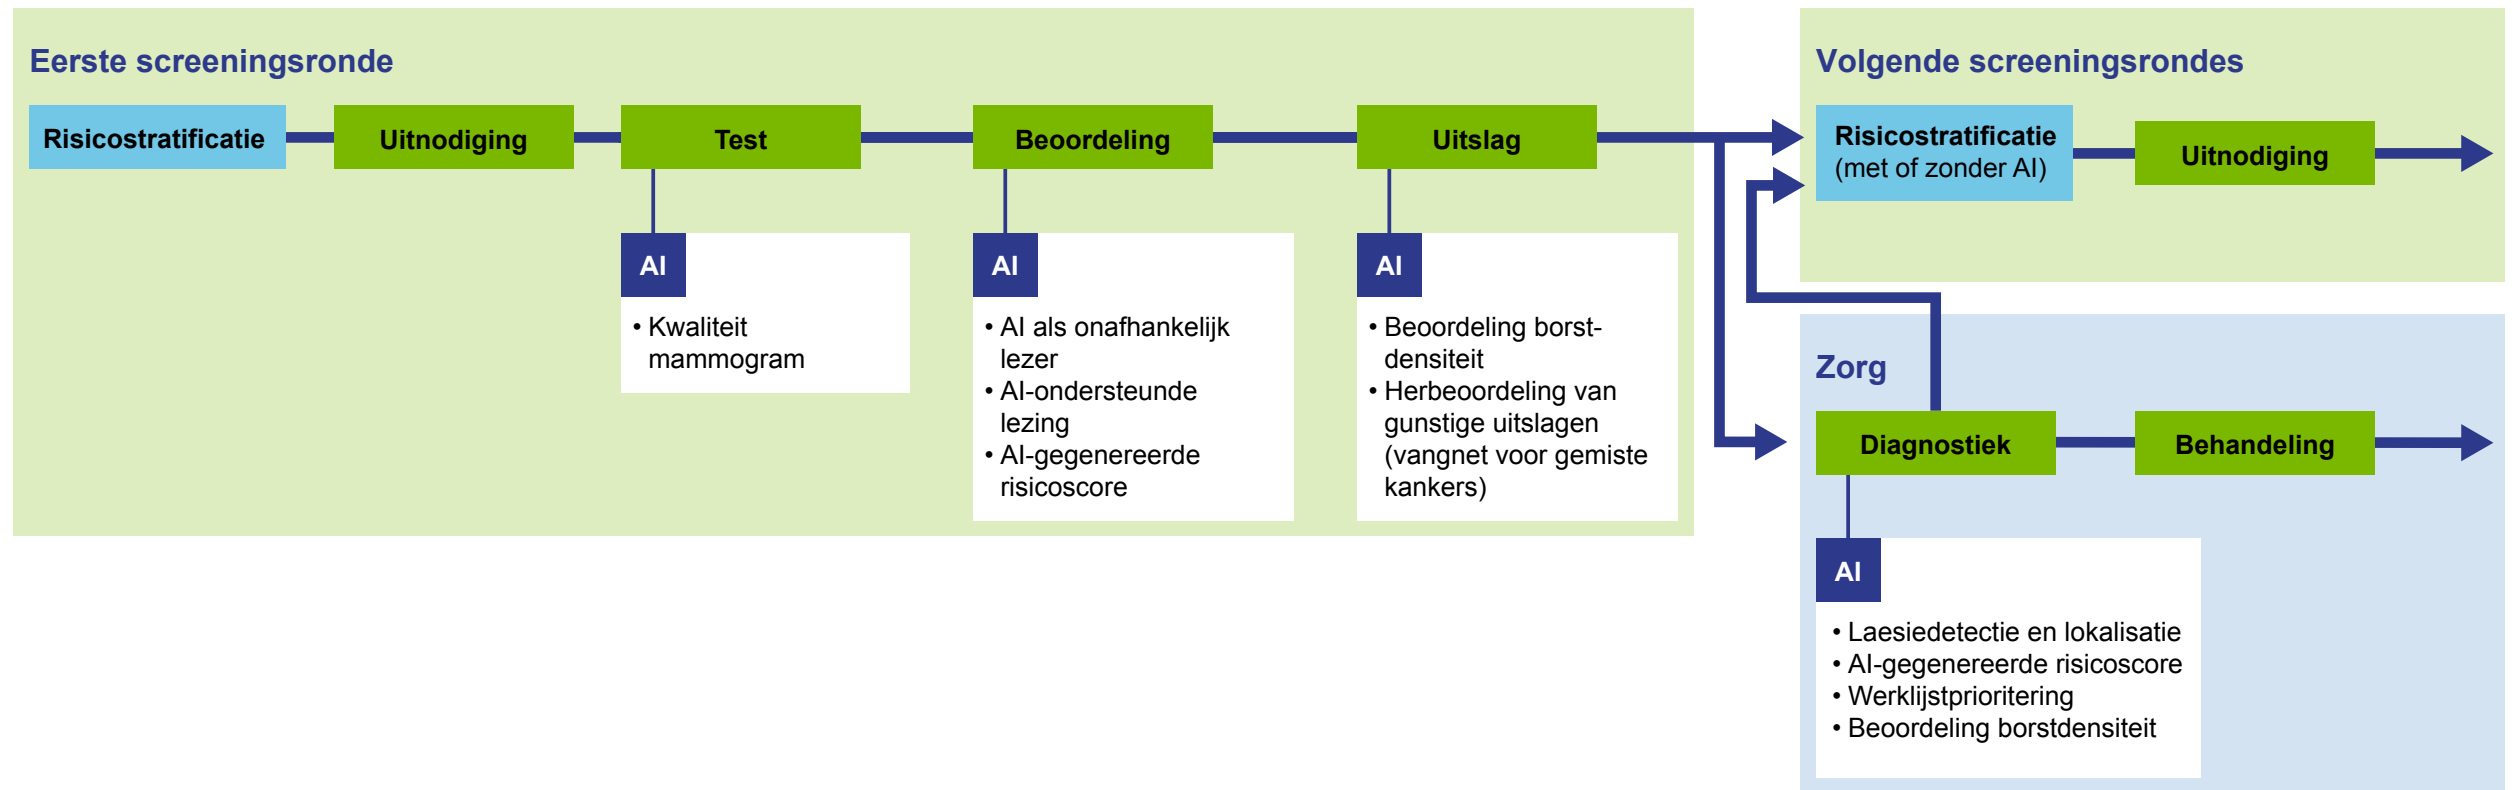 Eerste screeningsronde
Risicostratificatie
Uitnodiging
Test
Beoordeling
Uitslag
AI
• Kwaliteit
mammogram
AI
• AI als onafhankelijk
lezer
• AI-ondersteunde
lezing
• AI-gegenereerde
risicoscore
AI
• Beoordeling borst-
densiteit
• Herbeoordeling van
gunstige uitslagen
(vangnet voor gemiste
kankers)
Volgende screeningsrondes
Risicostratificatie
(met of zonder AI)
Uitnodiging
Zorg
Diagnostiek
Behandeling
AI
• Laesiedetectie en lokalisatie
• AI-gegenereerde risicoscore
• Werklijstprioritering
• Beoordeling borstdensiteit